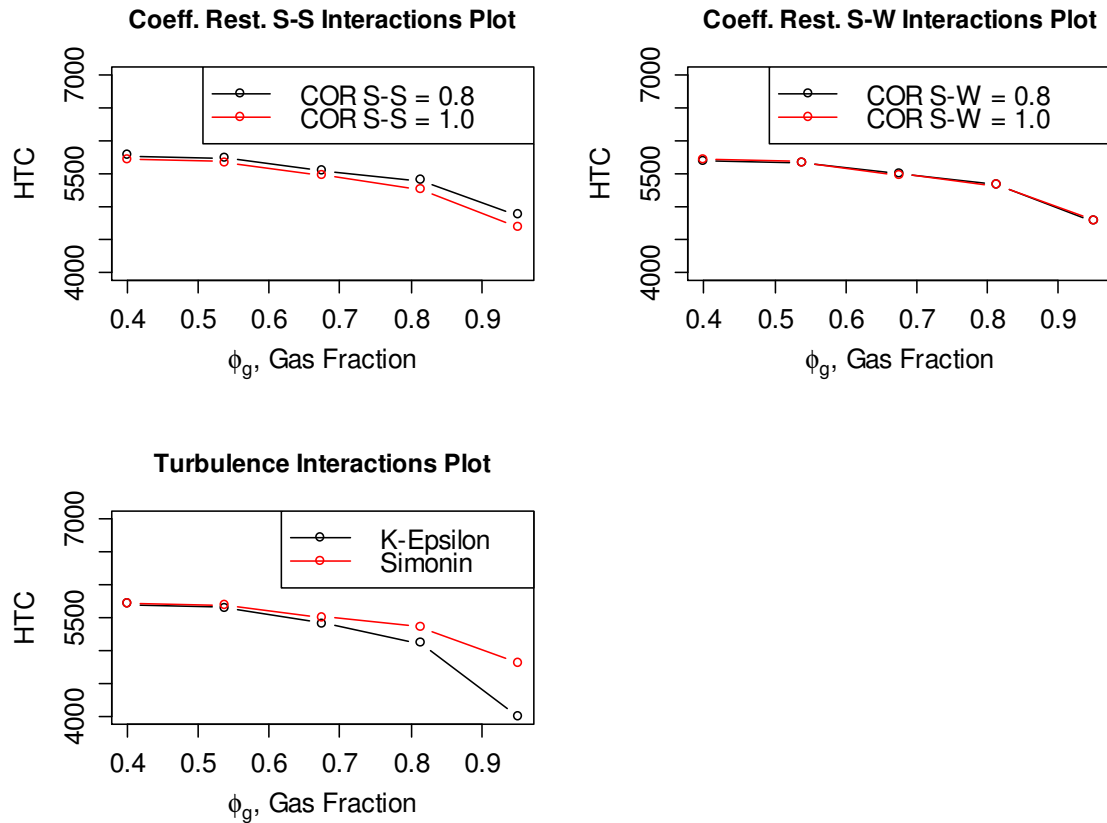 Coeff. Rest. S-S Interactions Plot
COR S-S = 0.8
COR S-S = 1.0
HTC
7000
5500
4000
0.4 0.5 0.6 0.7 0.8 0.9
ϕg, Gas Fraction
Coeff. Rest. S-W Interactions Plot
COR S-W = 0.8
COR S-W = 1.0
HTC
7000
5500
4000
0.4 0.5 0.6 0.7 0.8 0.9
ϕg, Gas Fraction
Turbulence Interactions Plot
K-Epsilon
Simonin
HTC
7000
5500
4000
0.4 0.5 0.6 0.7 0.8 0.9
ϕg, Gas Fraction